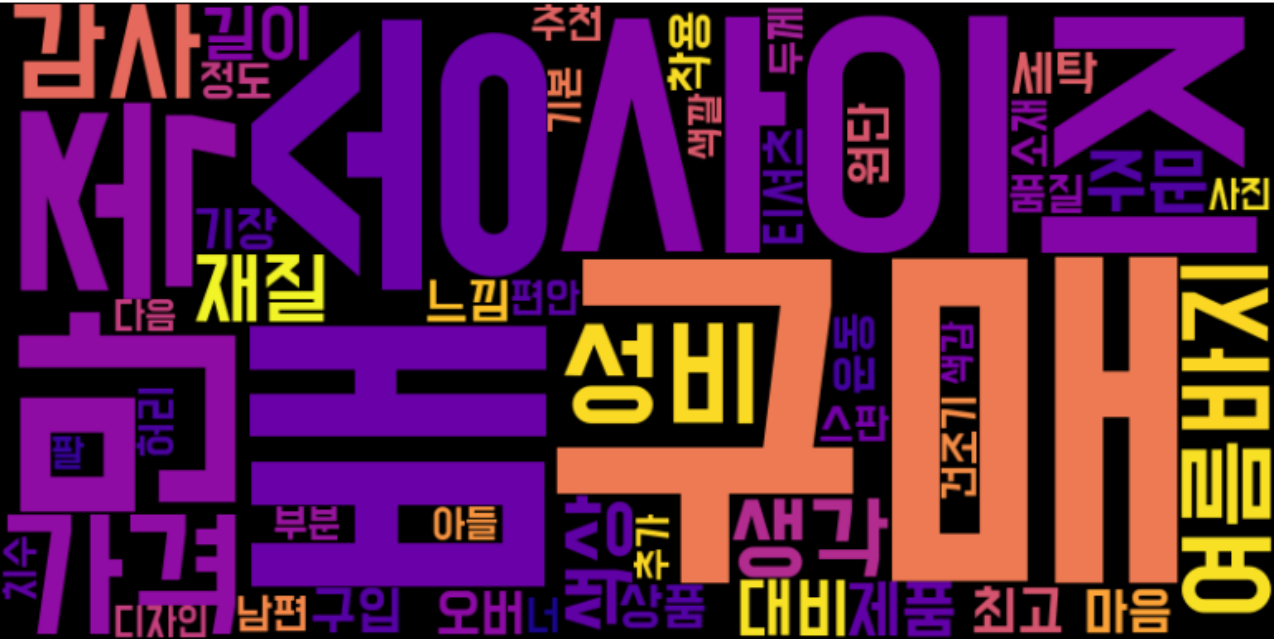 감사
길이
정도
추천
기본
착용
색깔
두께
티셔츠
사이즈
원단
세탁
소재
품질
주문
사진
만족
배송
기장
재질
다음
느낌
편안
구매
성비
운동
스판
색감
건조기
여름바지
팔
허리
부분
아들
가격
치수
디자인
남편
구입
오버
너
색상
추가
상품
생각
대비
제품
최고
마음